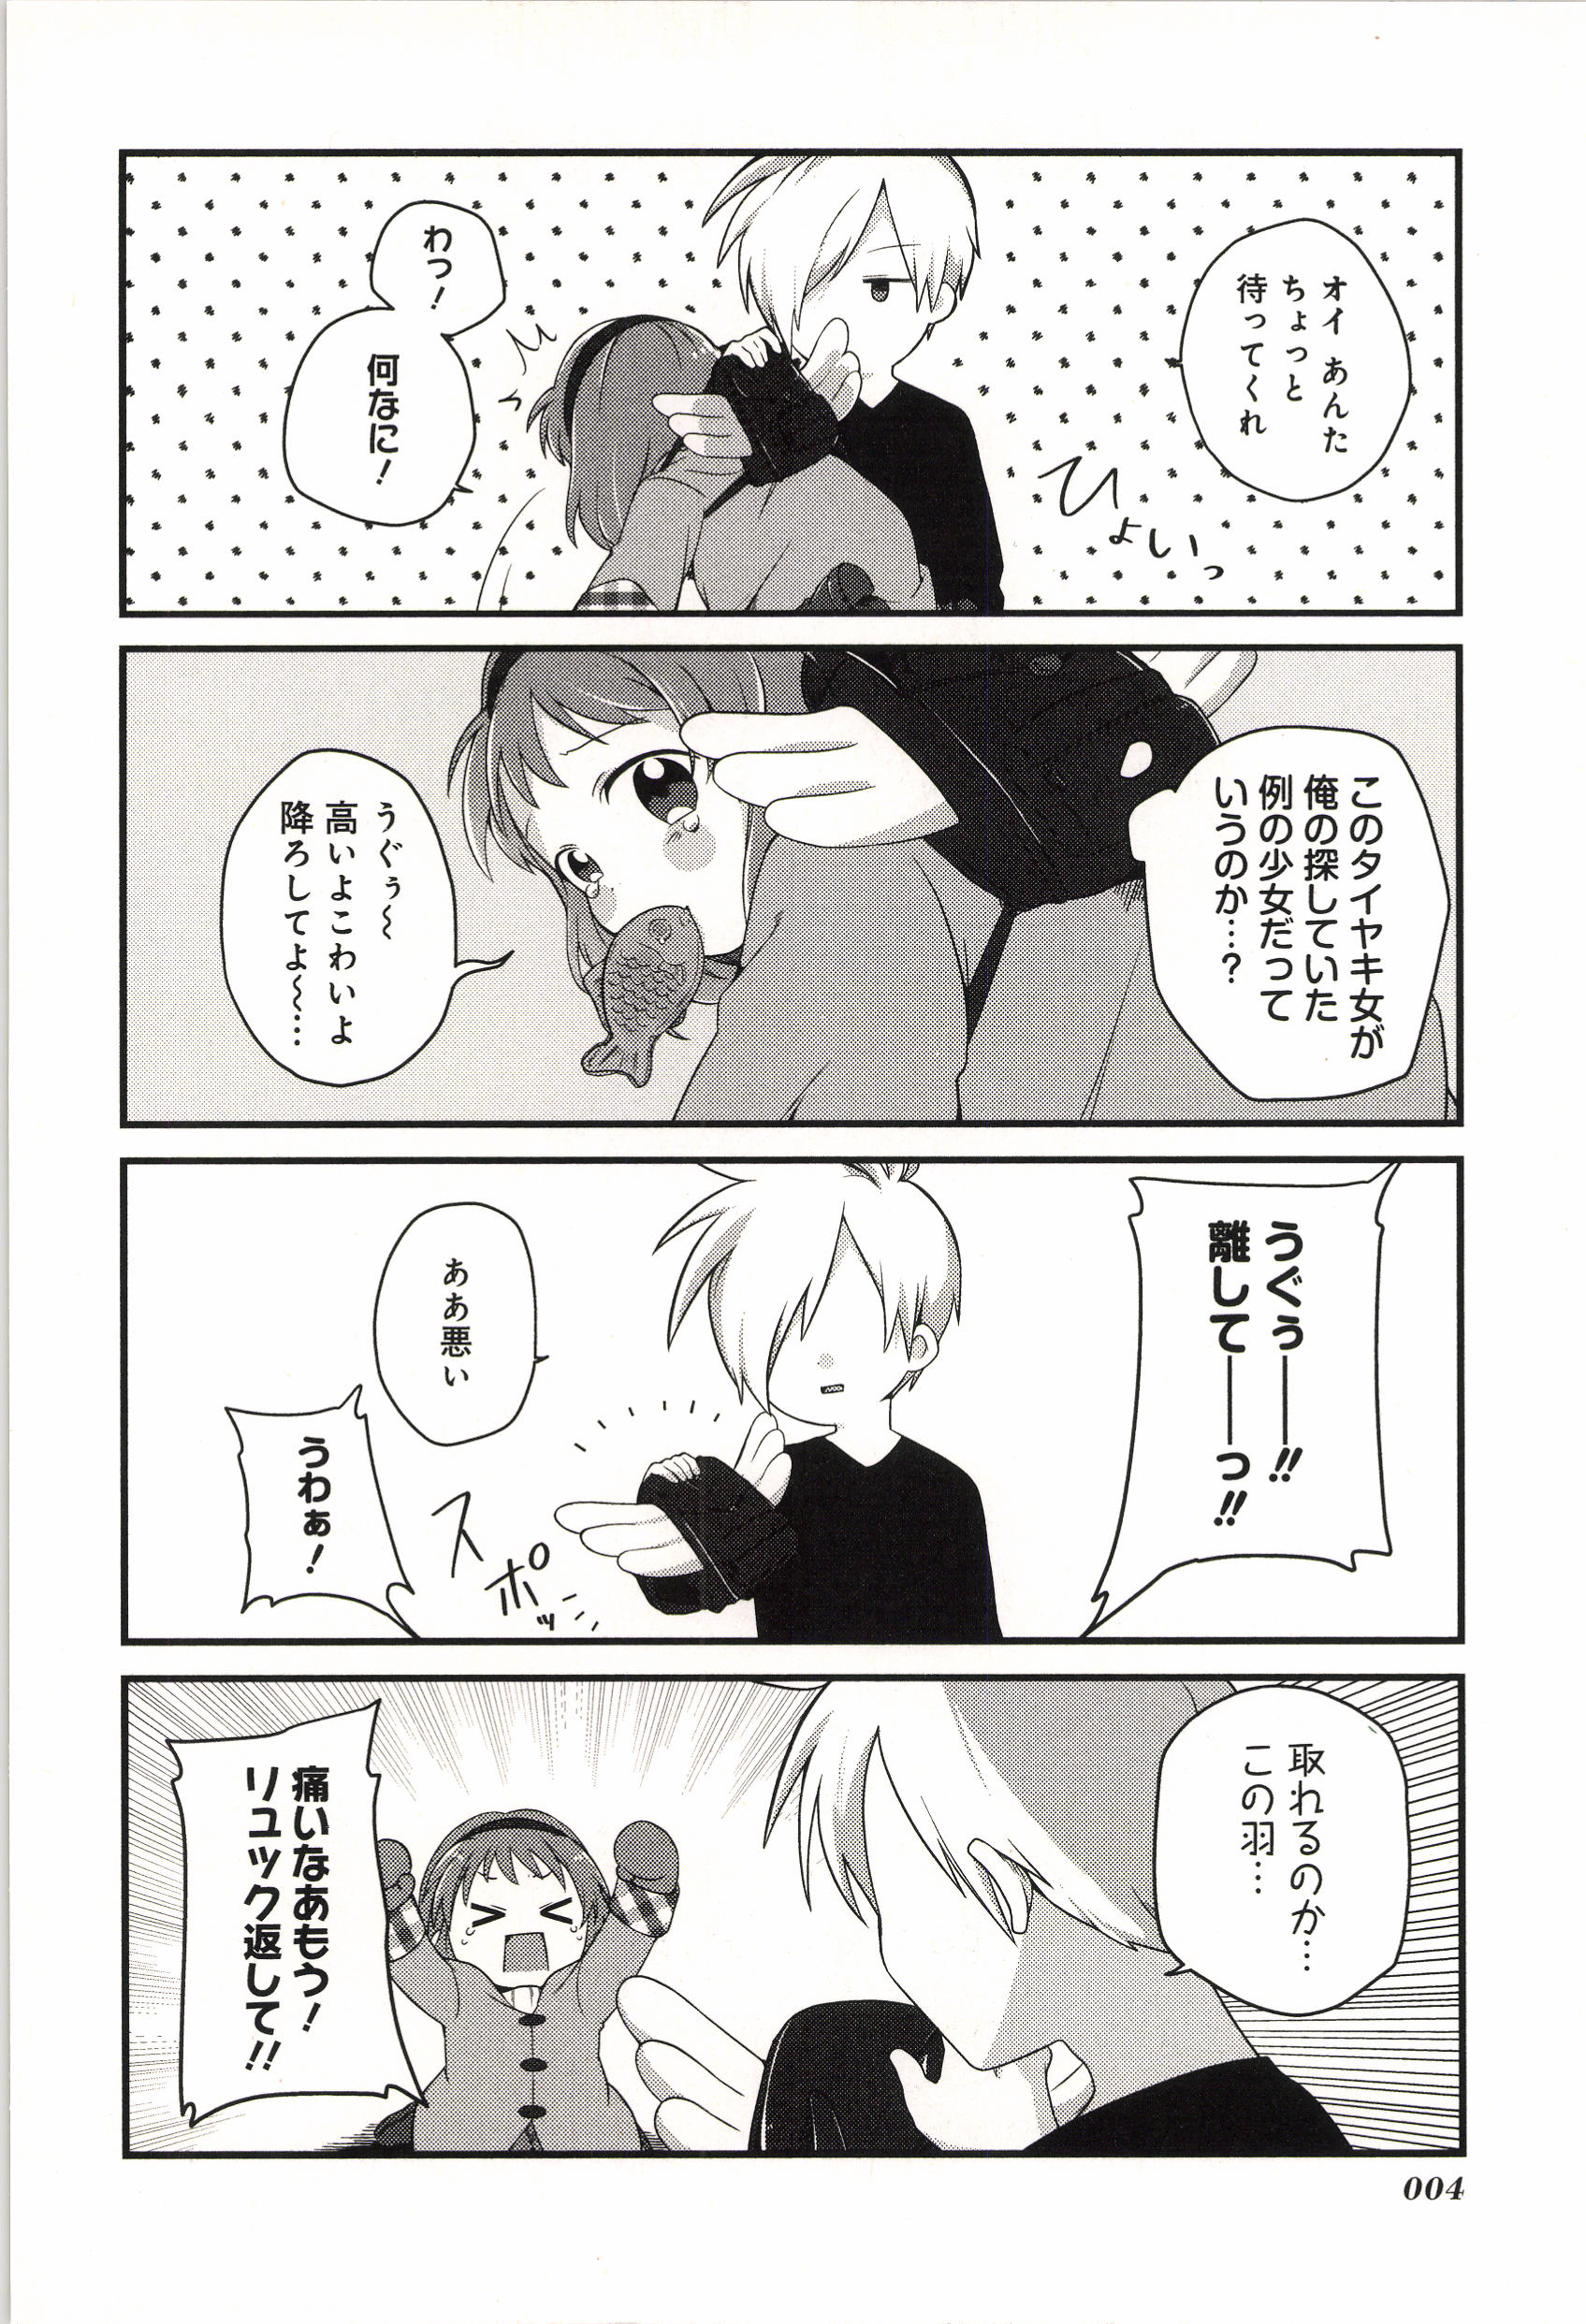 オイ あんた
ちょっと
待ってくれ
ひょいっ
わっ！
何なに！
このタイヤキ女が
俺の探していた
例の少女だって
いうのか…？
うぐぅ〜
高いよこわいよ
降ろしてよ〜…
うぐぅ――!!
離して――っ!!
ああ悪い
スポッ
うわぁ！
取れるのか…
この羽…
痛いなあもう！
リュック返して!!
004